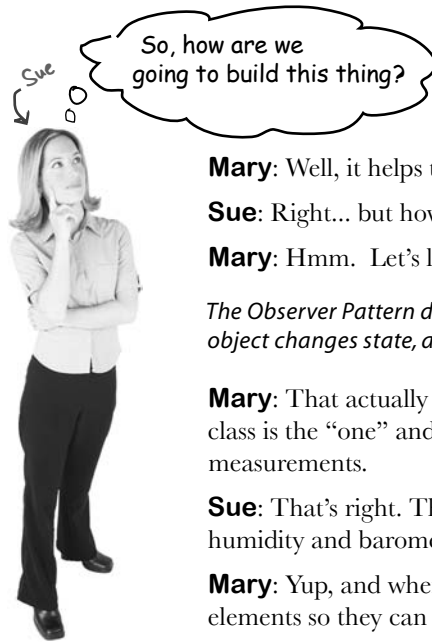 So, how are we
going to build this thing?
Sue
Mary: Well, it helps t
Sue: Right... but how
Mary: Hmm. Let's l
The Observer Pattern d
object changes state, a
Mary: That actually
class is the “one” and
measurements.
Sue: That's right. Th
humidity and barome
Mary: Yup, and whe
elements so they can